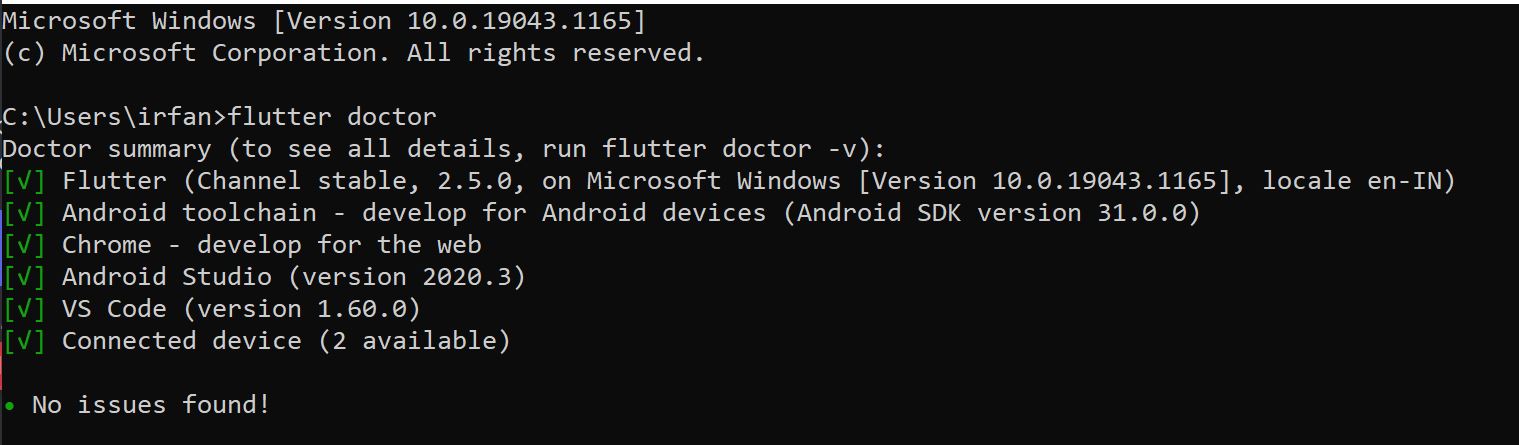 Microsoft Windows [Version 10.0.19043.1165]
(c) Microsoft Corporation. All rights reserved.
C:\Users\irfan>flutter doctor
Doctor summary (to see all details, run flutter doctor -v):
[√] Flutter (Channel stable, 2.5.0, on Microsoft Windows [Version 10.0.19043.1165], locale en-IN)
[√] Android toolchain - develop for Android devices (Android SDK version 31.0.0)
[√] Chrome - develop for the web
[√] Android Studio (version 2020.3)
[√] VS Code (version 1.60.0)
[√] Connected device (2 available)
• No issues found!